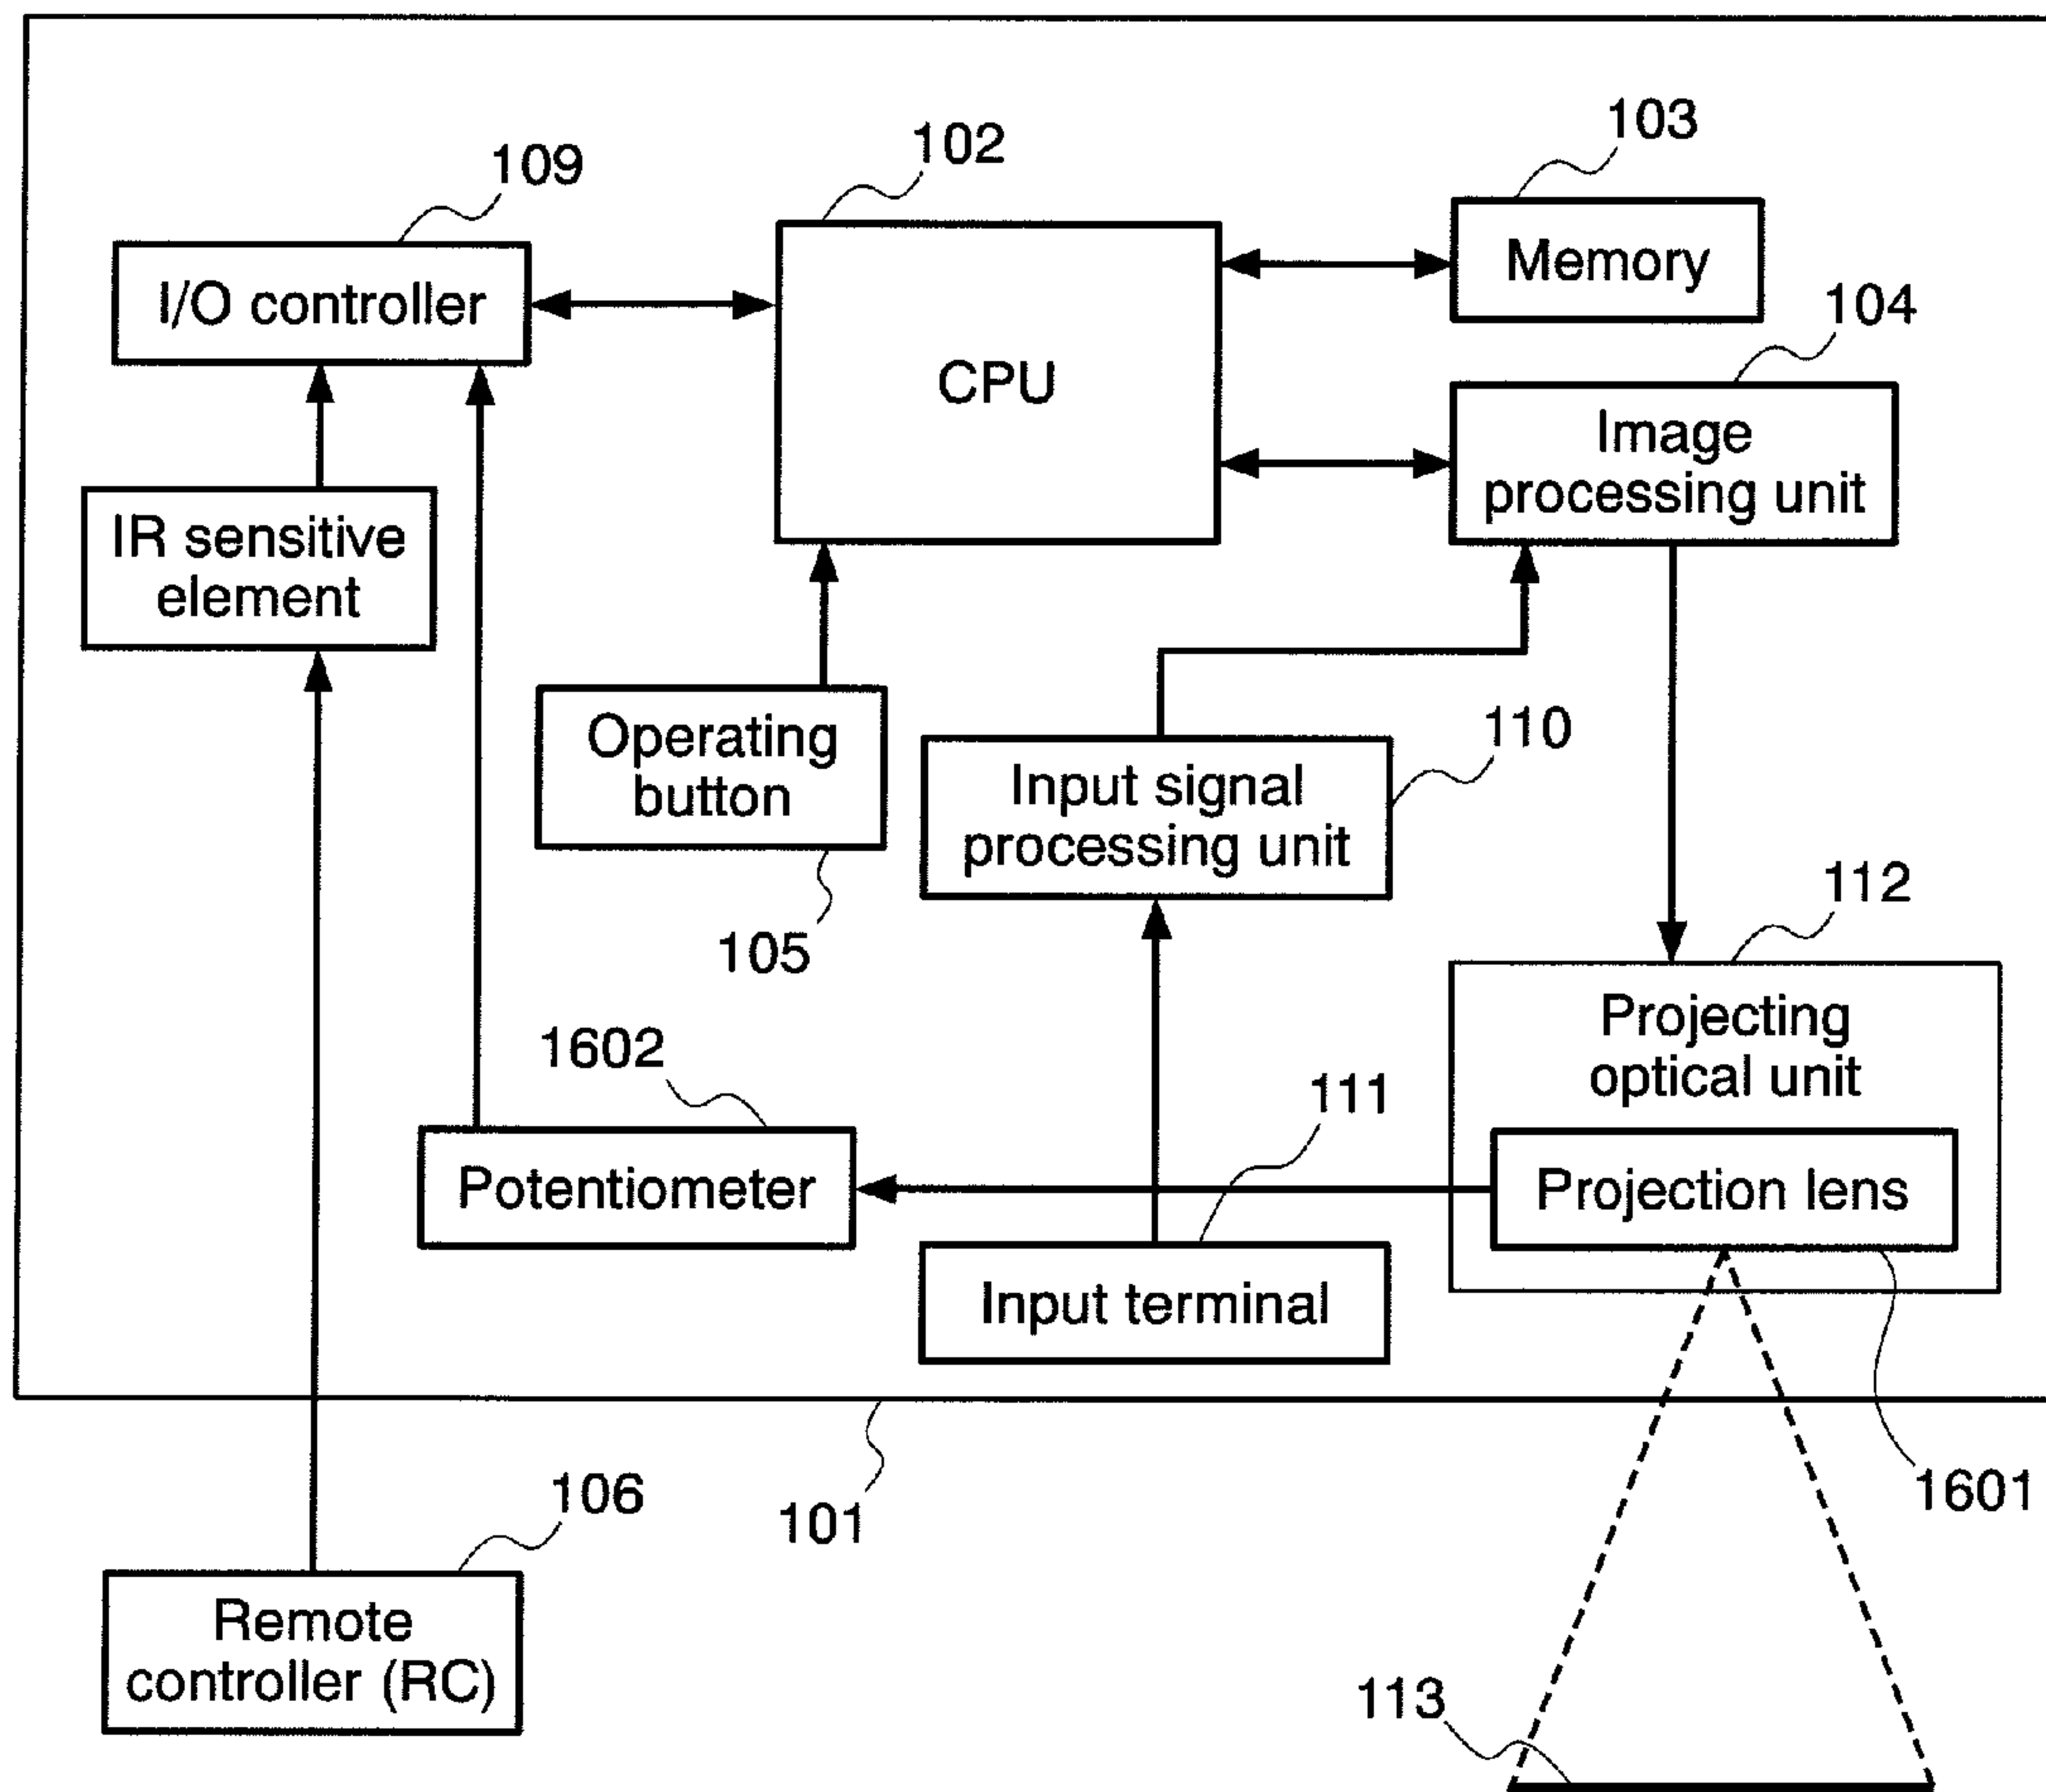 103
102
109
Memory
I/O controller
104
CPU
Image
processing unit
IR sensitive
element
Operating
button
110
Input signal
processing unit
112
105
Projecting
optical unit
1602
111
Potentiometer
Projection lens
Input terminal
106
101
1601
Remote
controller (RC)
113